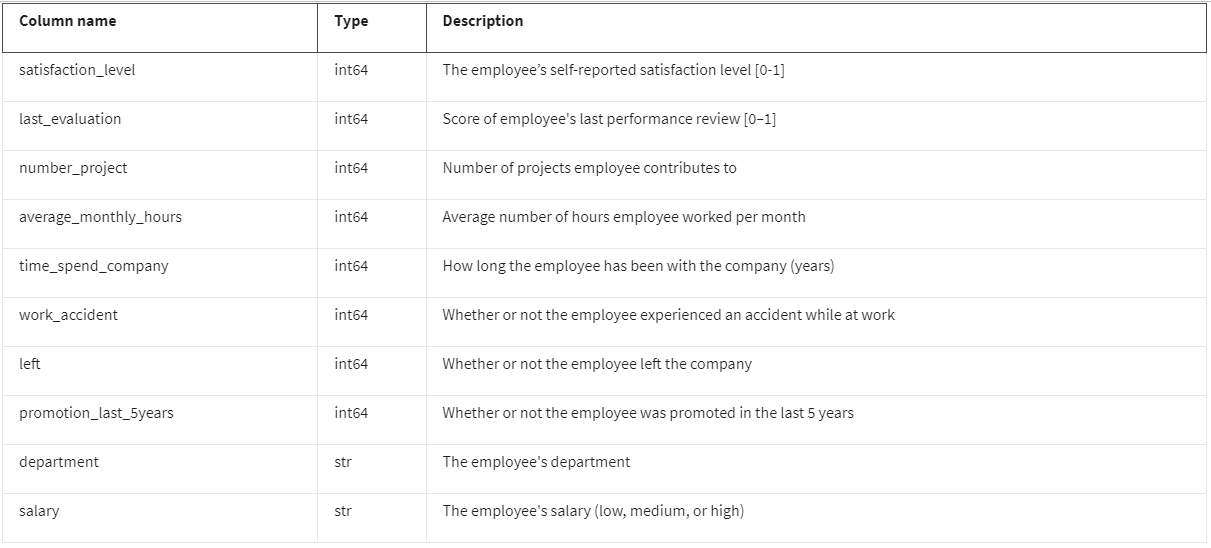 Column name Type Description
satisfaction_level int64 The employee’s self-reported satisfaction level [0-1]
last_evaluation int64 Score of employee's last performance review [0–1]
number_project int64 Number of projects employee contributes to
average_monthly_hours int64 Average number of hours employee worked per month
time_spend_company int64 How long the employee has been with the company (years)
work_accident int64 Whether or not the employee experienced an accident while at work
left int64 Whether or not the employee left the company
promotion_last_5years int64 Whether or not the employee was promoted in the last 5 years
department str The employee's department
salary str The employee's salary (low, medium, or high)